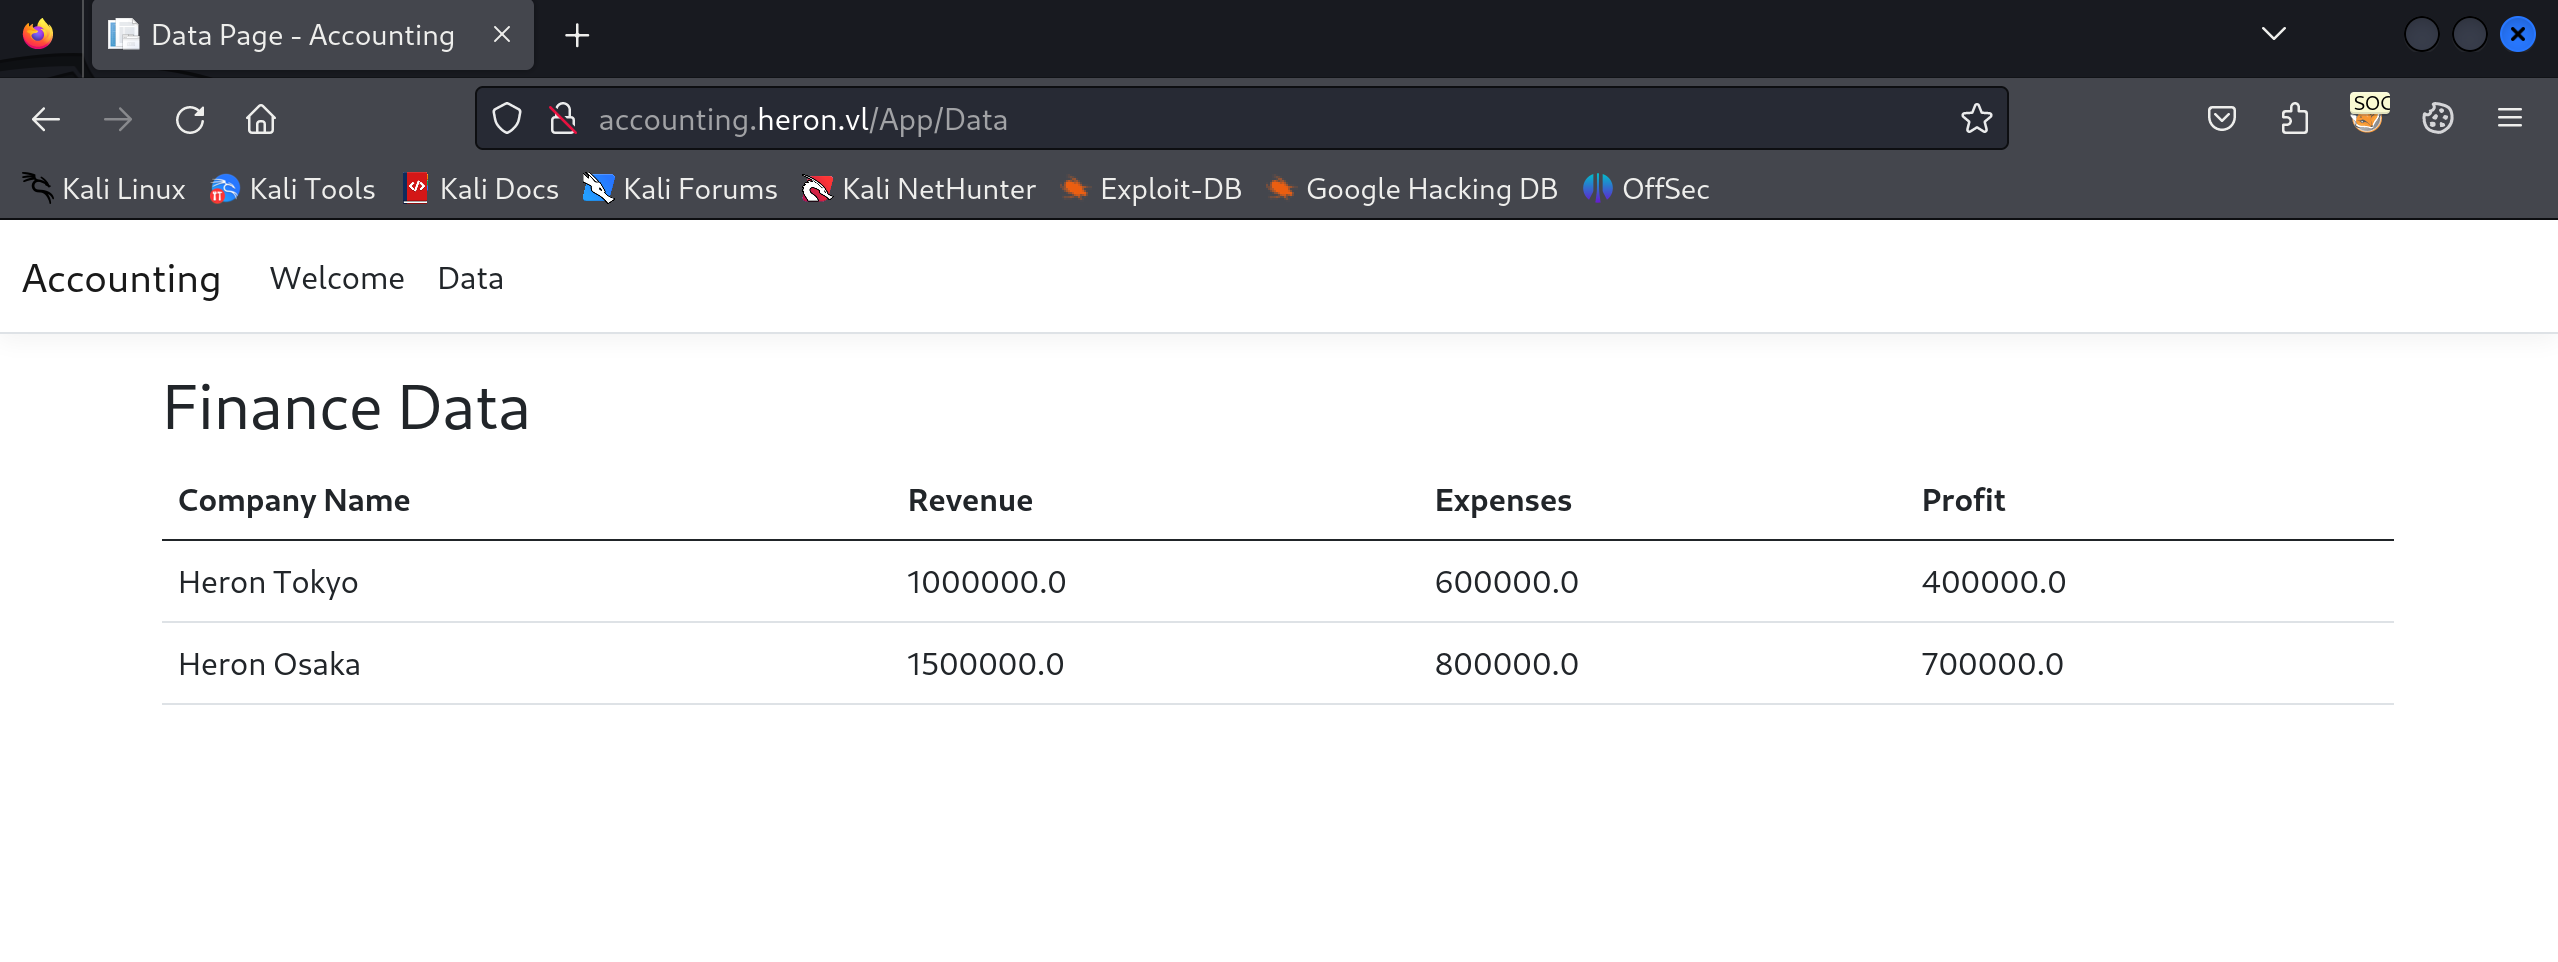 Data Page - Accounting
accounting.heron.vl/App/Data
SOC
Kali Linux Kali Tools Kali Docs Kali Forums Kali NetHunter Exploit-DB Google Hacking DB OffSec
Accounting Welcome Data
Finance Data
Company Name Revenue Expenses Profit
Heron Tokyo 1000000.0 600000.0 400000.0
Heron Osaka 1500000.0 800000.0 700000.0